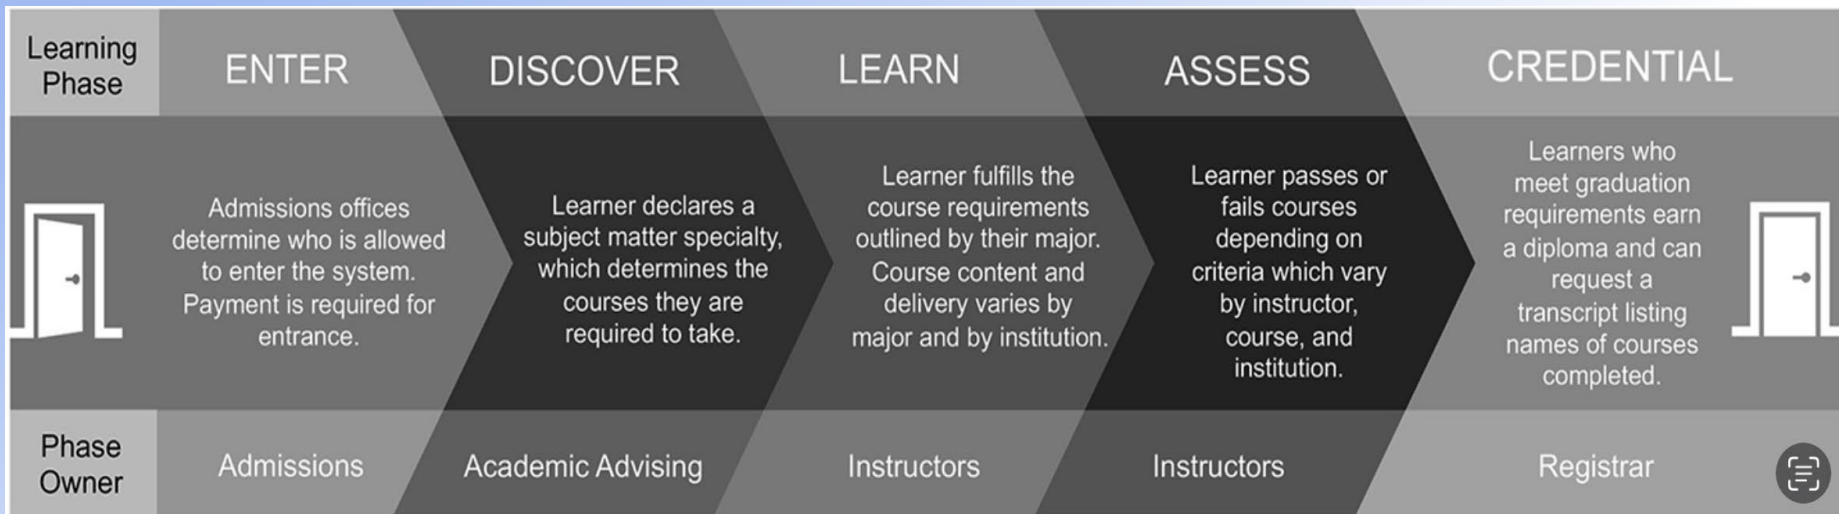 Learning
Phase
ENTER
DISCOVER
LEARN
ASSESS
CREDENTIAL
Admissions offices
determine who is allowed
to enter the system.
Payment is required for
entrance.
Learner declares a
subject matter specialty,
which determines the
courses they are
required to take.
Learner fulfills the
course requirements
outlined by their major.
Course content and
delivery varies by
major and by institution.
Learner passes or
fails courses
depending on
criteria which vary
by instructor,
course, and
institution.
Learners who
meet graduation
requirements earn
a diploma and can
request a
transcript listing
names of courses
completed.
Phase
Owner
Admissions
Academic Advising
Instructors
Instructors
Registrar